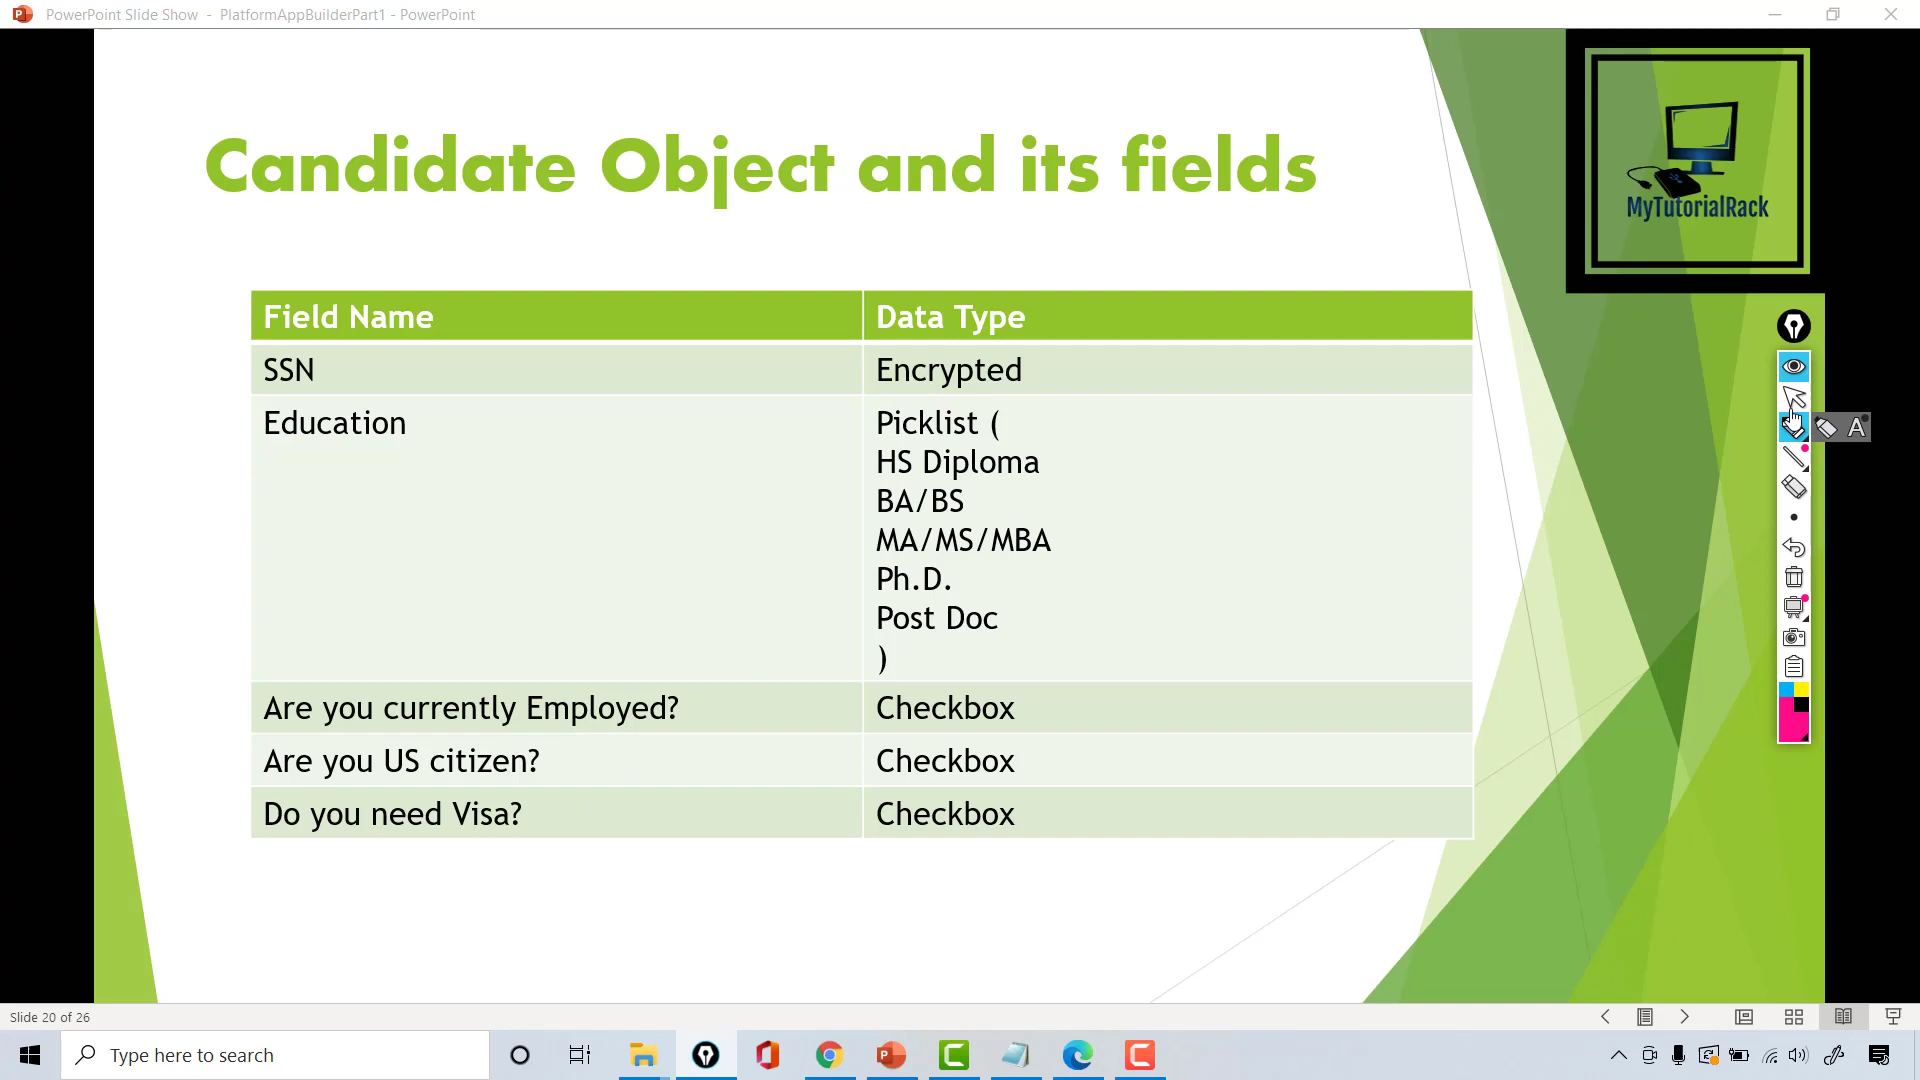 PowerPoint Slide Show - PlatformAppBuilderPart1 - PowerPoint
Candidate Object and its fields
MyTutorialRack
Field Name Data Type
SSN Encrypted
Education Picklist (
HS Diploma
BA/BS
MA/MS/MBA
Ph.D.
Post Doc
)
Are you currently Employed? Checkbox
Are you US citizen? Checkbox
Do you need Visa? Checkbox
A
Slide 20 of 26
Type here to search